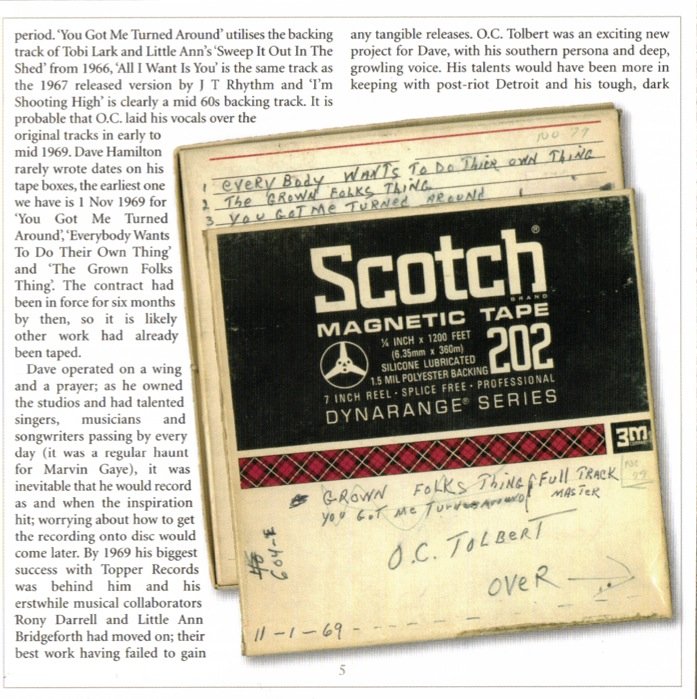 period. 'You Got Me Turned Around' utilises the backing
track of Tobi Lark and Little Ann's 'Sweep It Out In The
Shed' from 1966, 'All I Want Is You' is the same track as
the 1967 released version by J T Rhythm and 'I'm
Shooting High' is clearly a mid 60s backing track. It is
probable that O.C. laid his vocals over the
original tracks in early to
mid 1969. Dave Hamilton
rarely wrote dates on his
tape boxes, the earliest one
we have is 1 Nov 1969 for
'You Got Me Turned
Around', 'Everybody Wants
To Do Their Own Thing'
and 'The Grown Folks
Thing'. The contract had
been in force for six months
by then, so it is likely
other work had already
been taped.
Dave operated on a wing
and a prayer; as he owned
the studios and had talented
singers, musicians and
songwriters passing by every
day (it was a regular haunt
for Marvin Gaye), it was
inevitable that he would record
as and when the inspiration
hit; worrying about how to get
the recording onto disc would
come later. By 1969 his biggest
success with Topper Records
was behind him and his
erstwhile musical collaborators
Rony Darrell and Little Ann
Bridgeforth had moved on; their
best work having failed to gain
any tangible releases. O.C. Tolbert was an exciting new
project for Dave, with his southern persona and deep,
growling voice. His talents would have been more in
keeping with post-riot Detroit and his tough, dark
NO 79
1 EVERY BODY WANTS TO DO THIER OWN THING
2 THE GROWN FOLKS THING
3 YOU GOT ME TURNED AROUND
Scotch®
BRAND
MAGNETIC TAPE
¼ INCH x 1200 FEET
(6.35mm x 360m)
SILICONE LUBRICATED
1.5 MIL POLYESTER BACKING
202
7 INCH REEL · SPLICE FREE · PROFESSIONAL
DYNARANGE® SERIES
3M
NO 79
GROWN FOLKS THING FULL TRACK
YOU GOT ME TURNED AROUND MASTER
O.C. TOLBERT
OVER
604-E
11-1-69
5